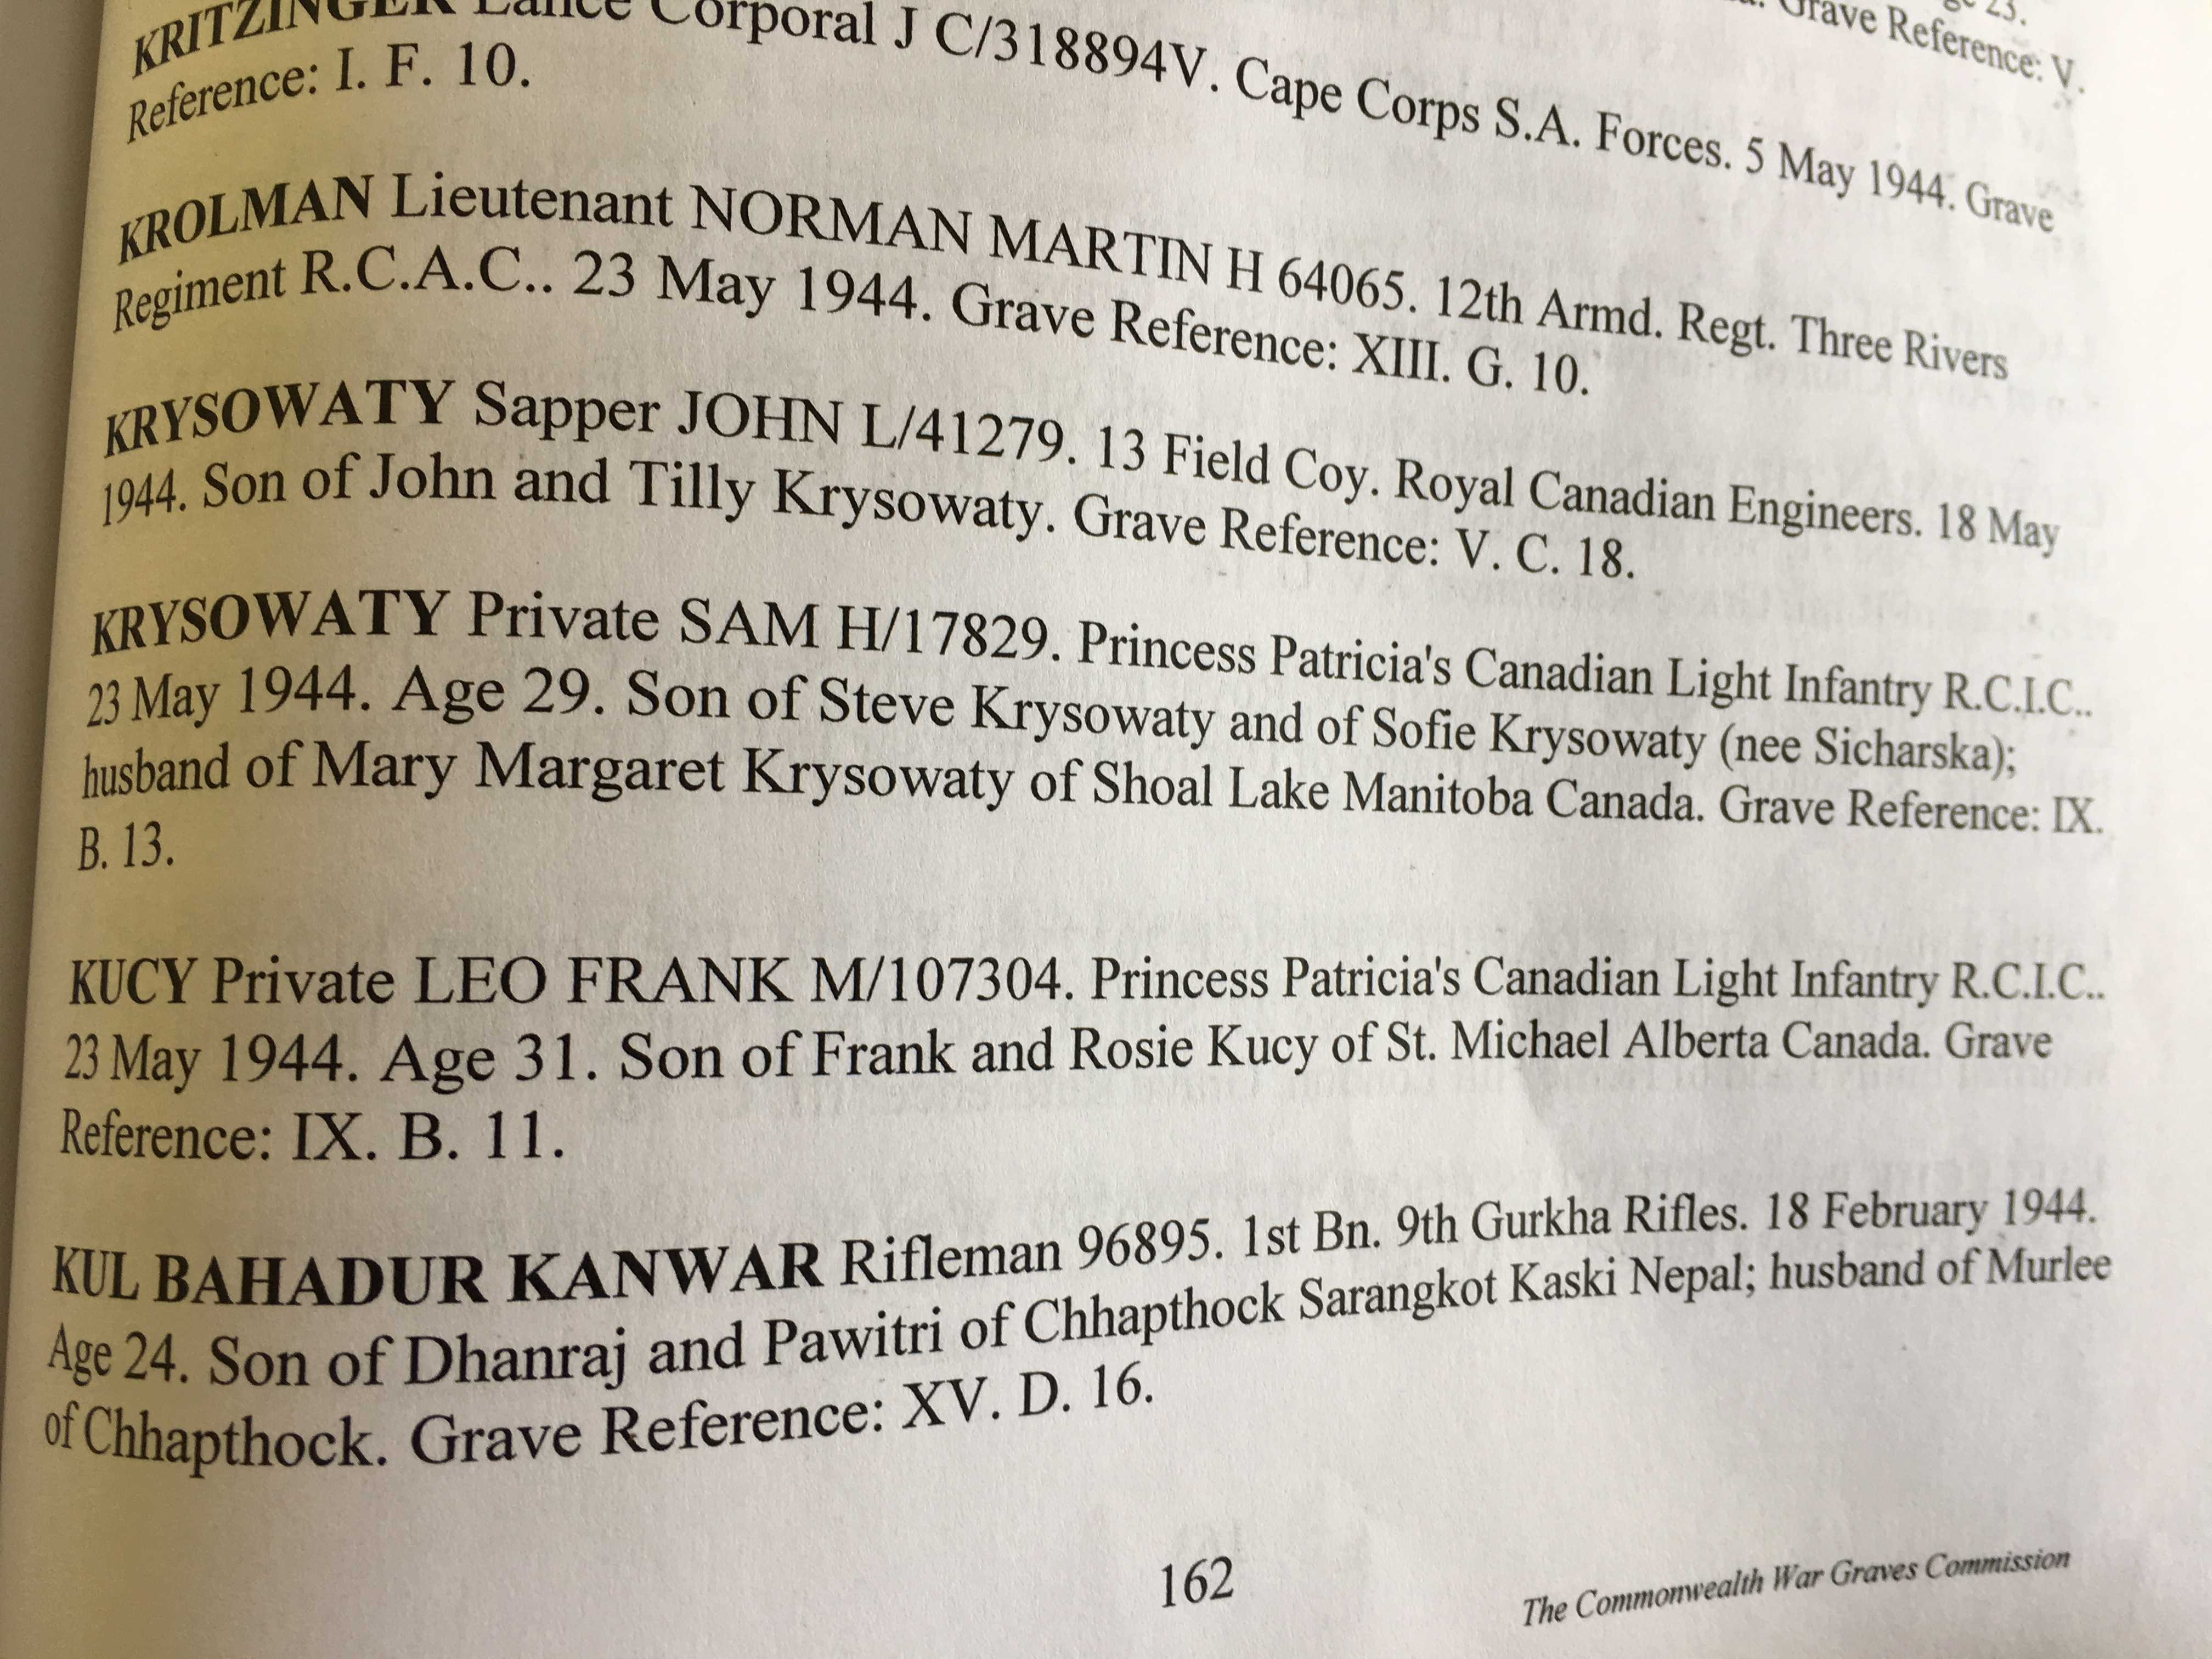 ge 23.
Grave Reference: V.
KRITZINGER Lance Corporal J C/318894V. Cape Corps S.A. Forces. 5 May 1944. Grave
Reference: I. F. 10.
KROLMAN Lieutenant NORMAN MARTIN H 64065. 12th Armd. Regt. Three Rivers
Regiment R.C.A.C.. 23 May 1944. Grave Reference: XIII. G. 10.
KRYSOWATY Sapper JOHN L/41279. 13 Field Coy. Royal Canadian Engineers. 18 May
1944. Son of John and Tilly Krysowaty. Grave Reference: V. C. 18.
KRYSOWATY Private SAM H/17829. Princess Patricia's Canadian Light Infantry R.C.I.C..
23 May 1944. Age 29. Son of Steve Krysowaty and of Sofie Krysowaty (nee Sicharska);
husband of Mary Margaret Krysowaty of Shoal Lake Manitoba Canada. Grave Reference: IX.
B. 13.
KUCY Private LEO FRANK M/107304. Princess Patricia's Canadian Light Infantry R.C.I.C..
23 May 1944. Age 31. Son of Frank and Rosie Kucy of St. Michael Alberta Canada. Grave
Reference: IX. B. 11.
KUL BAHADUR KANWAR Rifleman 96895. 1st Bn. 9th Gurkha Rifles. 18 February 1944.
Age 24. Son of Dhanraj and Pawitri of Chhapthock Sarangkot Kaski Nepal; husband of Murlee
of Chhapthock. Grave Reference: XV. D. 16.
162
The Commonwealth War Graves Commission